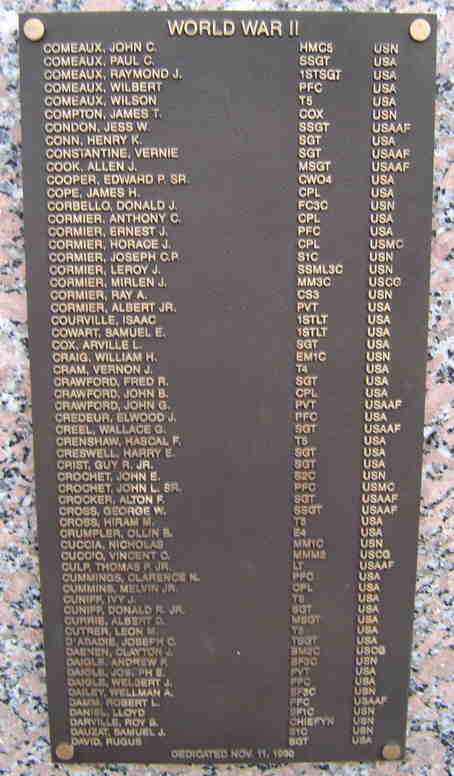 WORLD WAR II
COMEAUX, JOHN C. HMC5 USN
COMEAUX, PAUL C. SSGT USA
COMEAUX, RAYMOND J. 1STSGT USA
COMEAUX, WILBERT PFC USA
COMEAUX, WILSON T5 USA
COMPTON, JAMES T. COX USN
CONDON, JESS W. SSGT USAAF
CONN, HENRY K. SGT USA
CONSTANTINE, VERNIE SGT USAAF
COOK, ALLEN J. MSGT USAAF
COOPER, EDWARD P. SR. CWO4 USA
COPE, JAMES H. CPL USA
CORBELLO, DONALD J. FC3C USN
CORMIER, ANTHONY C. CPL USA
CORMIER, ERNEST J. PFC USA
CORMIER, HORACE J. CPL USMC
CORMIER, JOSEPH C.P. S1C USN
CORMIER, LEROY J. SSML3C USN
CORMIER, MIRLEN J. MM3C USCG
CORMIER, RAY A. CS3 USN
CORMIER, ALBERT JR. PVT USA
COURVILLE, ISAAC 1STLT USA
COWART, SAMUEL E. 1STLT USA
COX, ARVILLE L. SGT USA
CRAIG, WILLIAM H. EM1C USN
CRAM, VERNON J. T4 USA
CRAWFORD, FRED R. SGT USA
CRAWFORD, JOHN B. CPL USA
CRAWFORD, JOHN G. PVT USAAF
CREDEUR, ELWOOD J. PFC USA
CREEL, WALLACE G. SGT USAAF
CRENSHAW, HASCAL F. T5 USA
CRESWELL, HARRY E. SGT USA
CRIST, GUY R. JR. SGT USA
CROCHET, JOHN E. S2C USN
CROCHET, JOHN L. SR. PFC USMC
CROCKER, ALTON F. SGT USAAF
CROSS, GEORGE W. SSGT USAAF
CROSS, HIRAM M. T5 USA
CRUMPLER, OLLIN B. E4 USA
CUCCIA, NICHOLAS MM1C USN
CUCCIO, VINCENT C. MMM2 USCG
CULP, THOMAS P. JR. LT USAAF
CUMMINGS, CLARENCE N. PFC USA
CUMMINS, MELVIN JR. CPL USA
CUNIFF, IVY J. T5 USA
CUNIFF, DONALD R. JR. SGT USA
CURRIE, ALBERT D. MSGT USA
CUTRER, LEON M. T5 USA
D'ABADIE, JOSEPH C. TSGT USA
DAENEN, CLAYTON J. BM2C USCG
DAIGLE, ANDREW P. SF3C USN
DAIGLE, JOSEPH E. PVT USA
DAIGLE, WELBERT J. PFC USA
DAILEY, WELLMAN A. SF3C USN
DAMM, ROBERT L. PFC USAAF
DANIEL, LLOYD SF1C USN
DARVILLE, ROY S. CHIEFYN USN
DAUZAT, SAMUEL J. S1C USN
DAVID, RUGUS SGT USA
DEDICATED NOV. 11, 1990